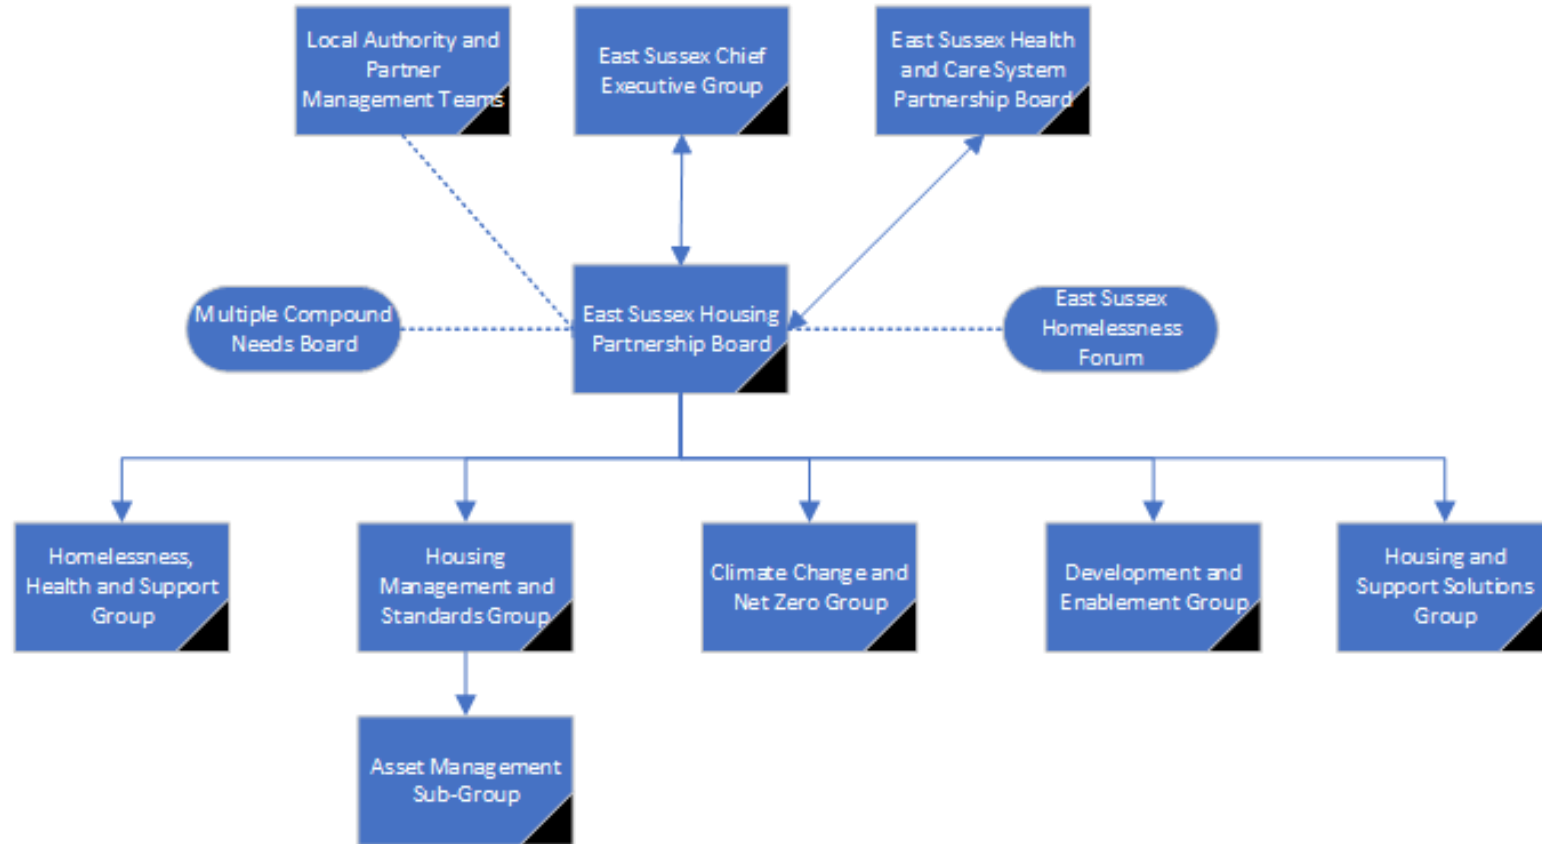 Local Authority and
Partner
Management Teams
East Sussex Chief
Executive Group
East Sussex Health
and Care System
Partnership Board
Multiple Compound
Needs Board
East Sussex Housing
Partnership Board
East Sussex
Homelessness
Forum
Homelessness,
Health and Support
Group
Housing
Management and
Standards Group
Climate Change and
Net Zero Group
Development and
Enablement Group
Housing and
Support Solutions
Group
Asset Management
Sub-Group